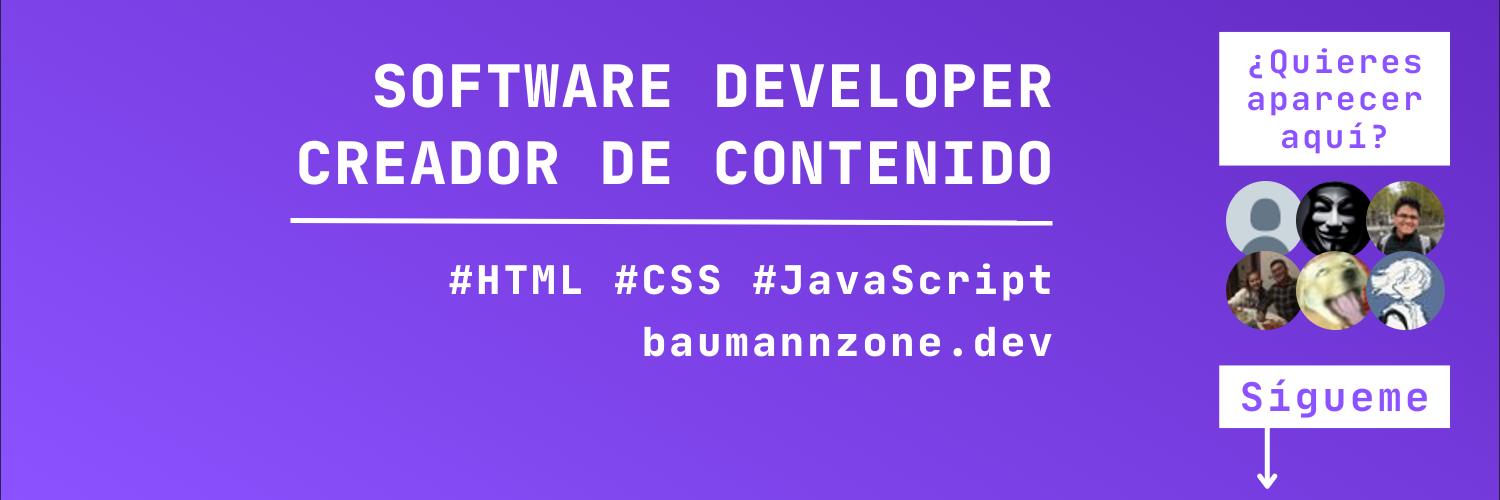 SOFTWARE DEVELOPER
CREADOR DE CONTENIDO
#HTML #CSS #JavaScript
baumannzone.dev
¿Quieres
aparecer
aquí?
Sígueme